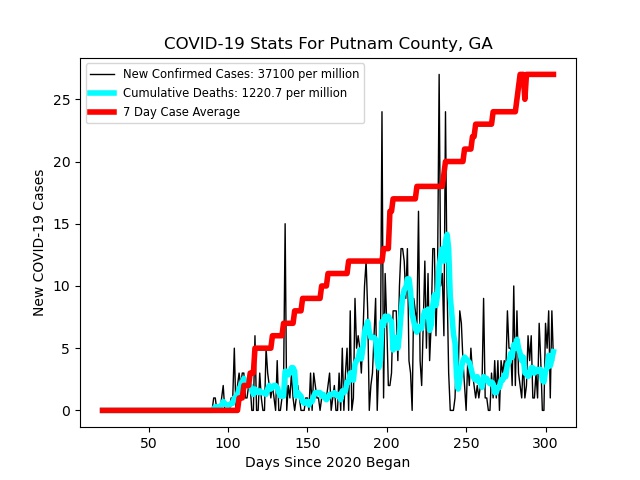 COVID-19 Stats For Putnam County, GA
New Confirmed Cases: 37100 per million
Cumulative Deaths: 1220.7 per million
7 Day Case Average
New COVID-19 Cases
25
20
15
10
5
0
50 100 150 200 250 300
Days Since 2020 Began